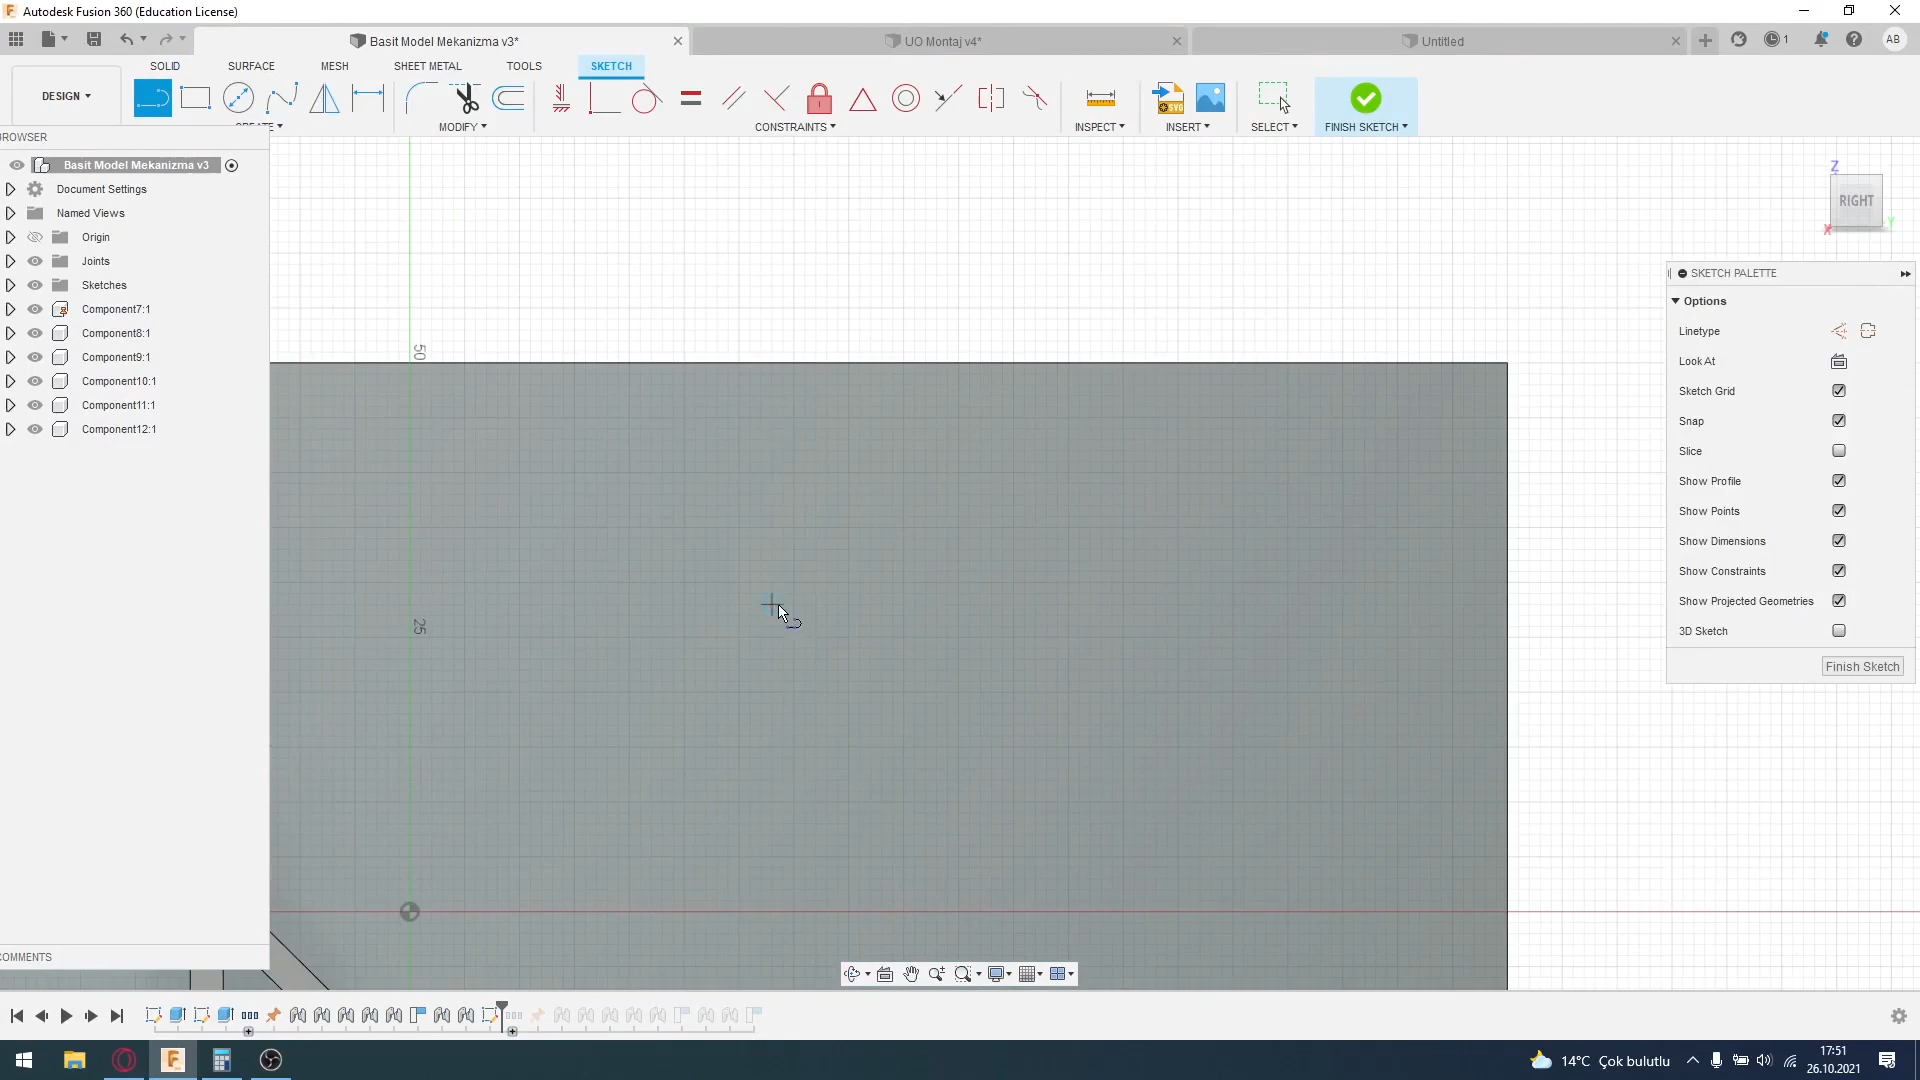 Autodesk Fusion 360 (Education License)
Basit Model Mekanizma v3*
UO Montaj v4*
Untitled
1
AB
SOLID
SURFACE
MESH
SHEET METAL
TOOLS
SKETCH
DESIGN
CREATE
MODIFY
CONSTRAINTS
INSPECT
INSERT
SELECT
FINISH SKETCH
SVG
ROWSER
Basit Model Mekanizma v3
Document Settings
Named Views
Origin
Joints
Sketches
Component7:1
Component8:1
Component9:1
Component10:1
Component11:1
Component12:1
OMMENTS
50
25
Z
RIGHT
X
Y
SKETCH PALETTE
Options
Linetype
Look At
Sketch Grid
Snap
Slice
Show Profile
Show Points
Show Dimensions
Show Constraints
Show Projected Geometries
3D Sketch
Finish Sketch
14°C Çok bulutlu
17:51
26.10.2021